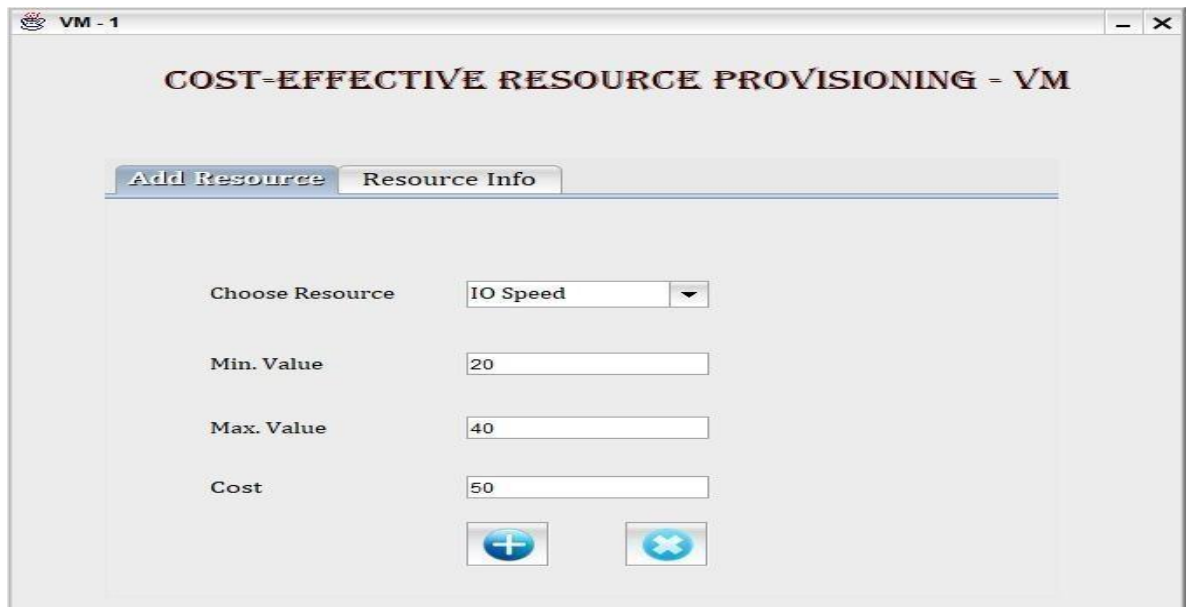 VM - 1
COST-EFFECTIVE RESOURCE PROVISIONING - VM
Add Resource Resource Info
Choose Resource IO Speed
Min. Value 20
Max. Value 40
Cost 50